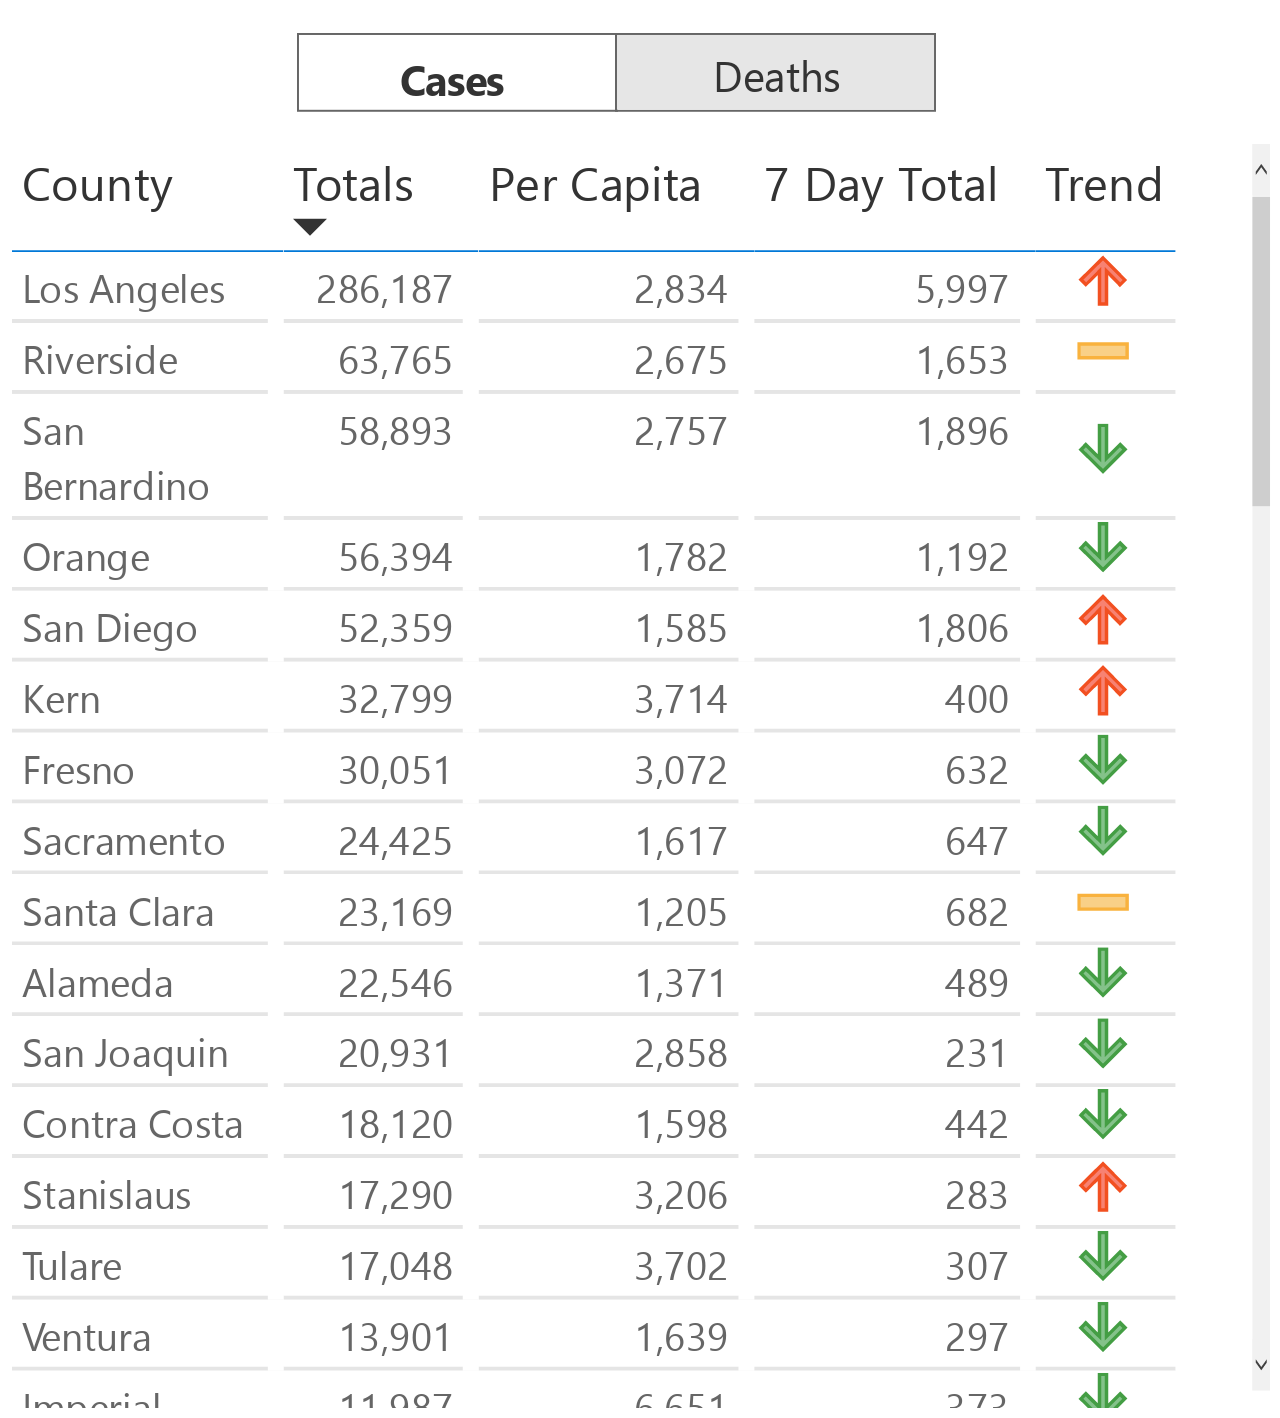 Cases Deaths
County Totals Per Capita 7 Day Total Trend
Los Angeles 286,187 2,834 5,997
Riverside 63,765 2,675 1,653
San 58,893 2,757 1,896
Bernardino
Orange 56,394 1,782 1,192
San Diego 52,359 1,585 1,806
Kern 32,799 3,714 400
Fresno 30,051 3,072 632
Sacramento 24,425 1,617 647
Santa Clara 23,169 1,205 682
Alameda 22,546 1,371 489
San Joaquin 20,931 2,858 231
Contra Costa 18,120 1,598 442
Stanislaus 17,290 3,206 283
Tulare 17,048 3,702 307
Ventura 13,901 1,639 297
Imperial 11,987 6,651 373